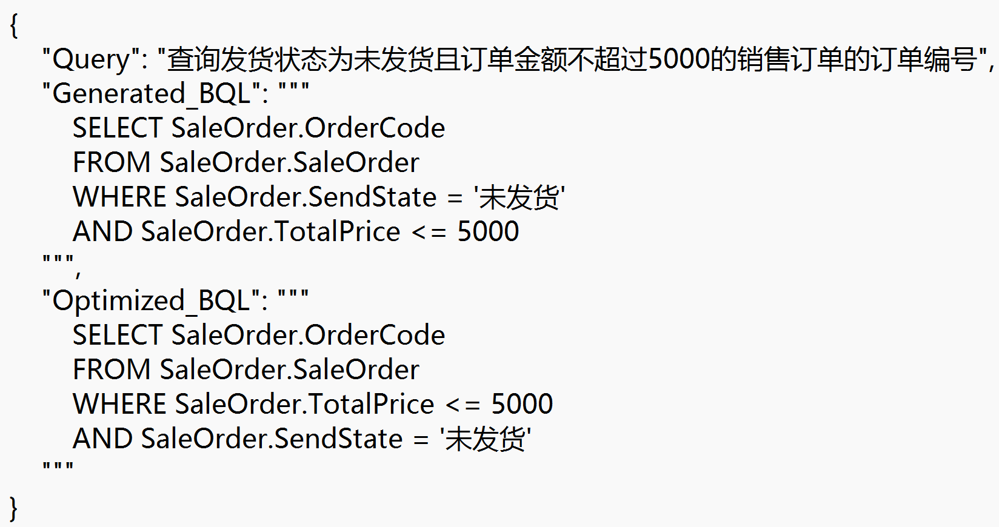 {
"Query": "查询发货状态为未发货且订单金额不超过5000的销售订单的订单编号",
"Generated_BQL": """
SELECT SaleOrder.OrderCode
FROM SaleOrder.SaleOrder
WHERE SaleOrder.SendState = '未发货'
AND SaleOrder.TotalPrice <= 5000
""",
"Optimized_BQL": """
SELECT SaleOrder.OrderCode
FROM SaleOrder.SaleOrder
WHERE SaleOrder.TotalPrice <= 5000
AND SaleOrder.SendState = '未发货'
"""
}